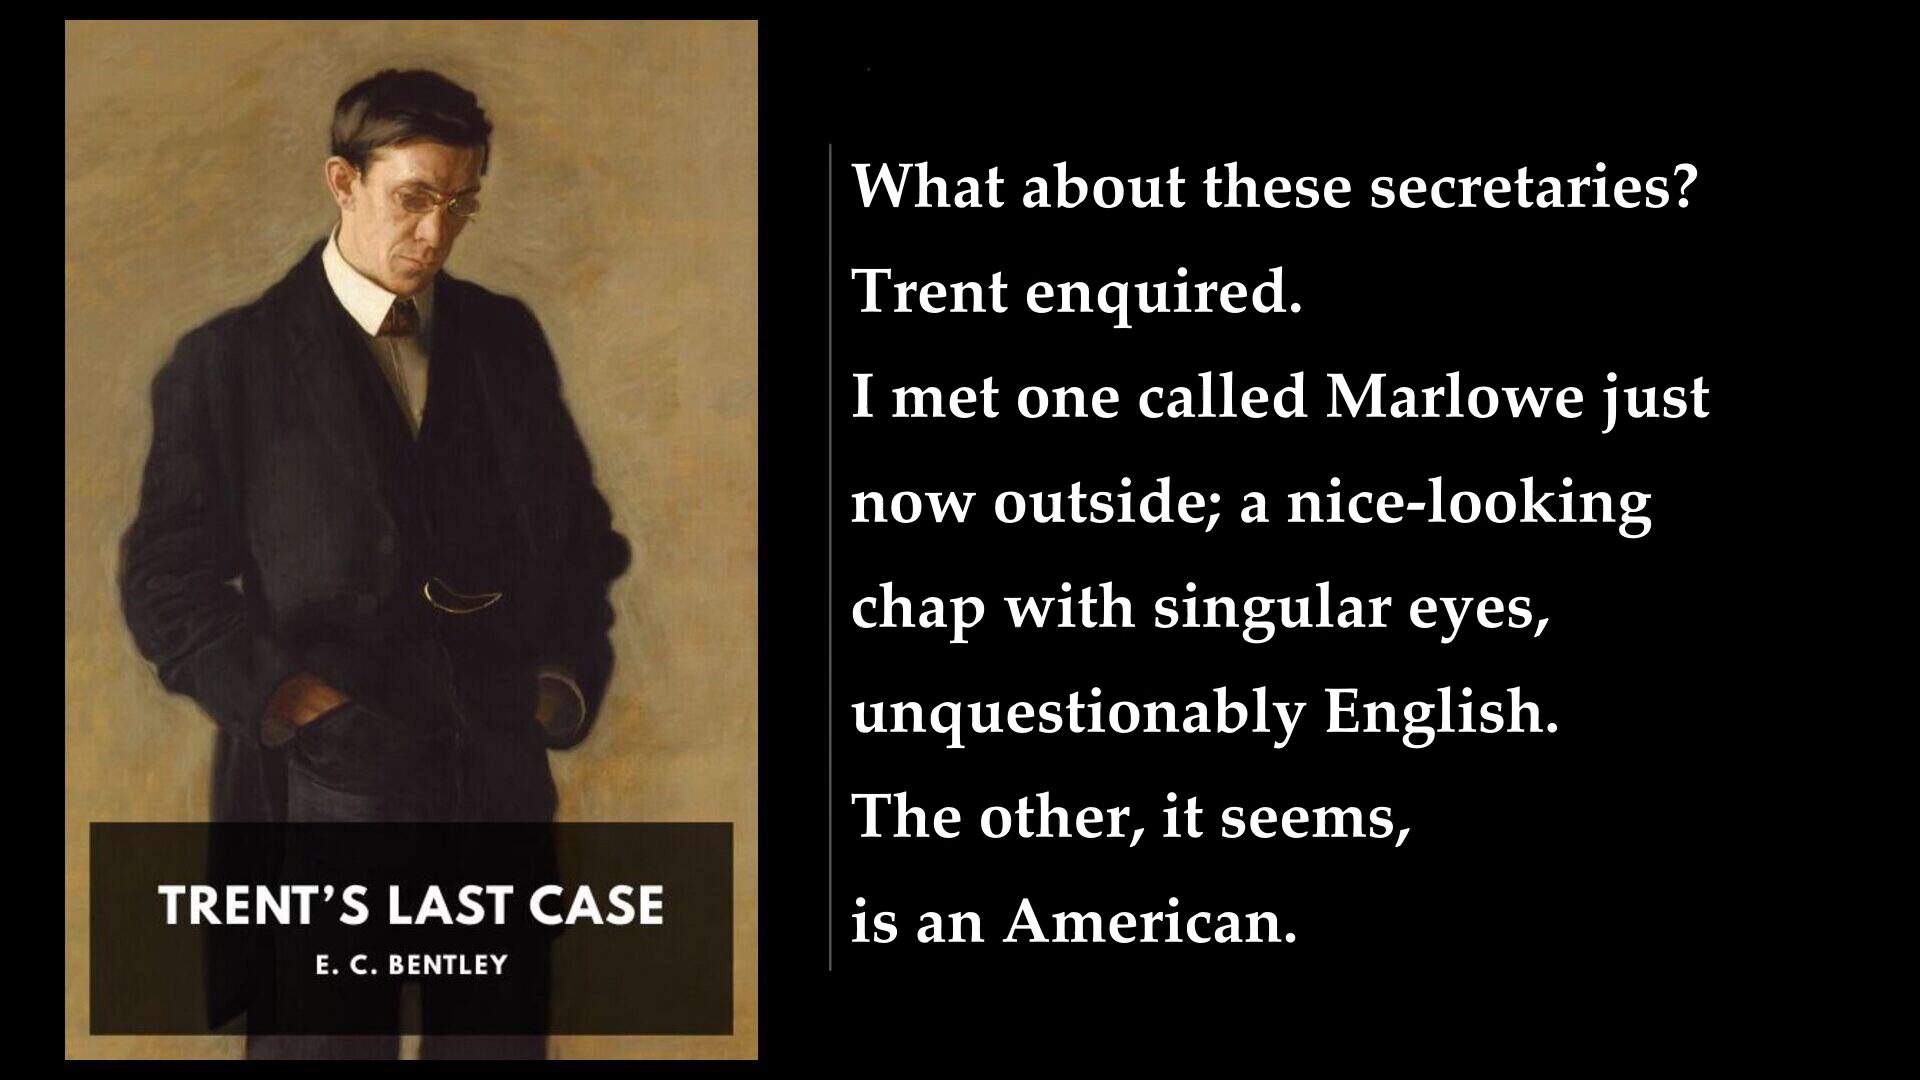 TRENT’S LAST CASE
E. C. BENTLEY
What about these secretaries?
Trent enquired.
I met one called Marlowe just
now outside; a nice-looking
chap with singular eyes,
unquestionably English.
The other, it seems,
is an American.